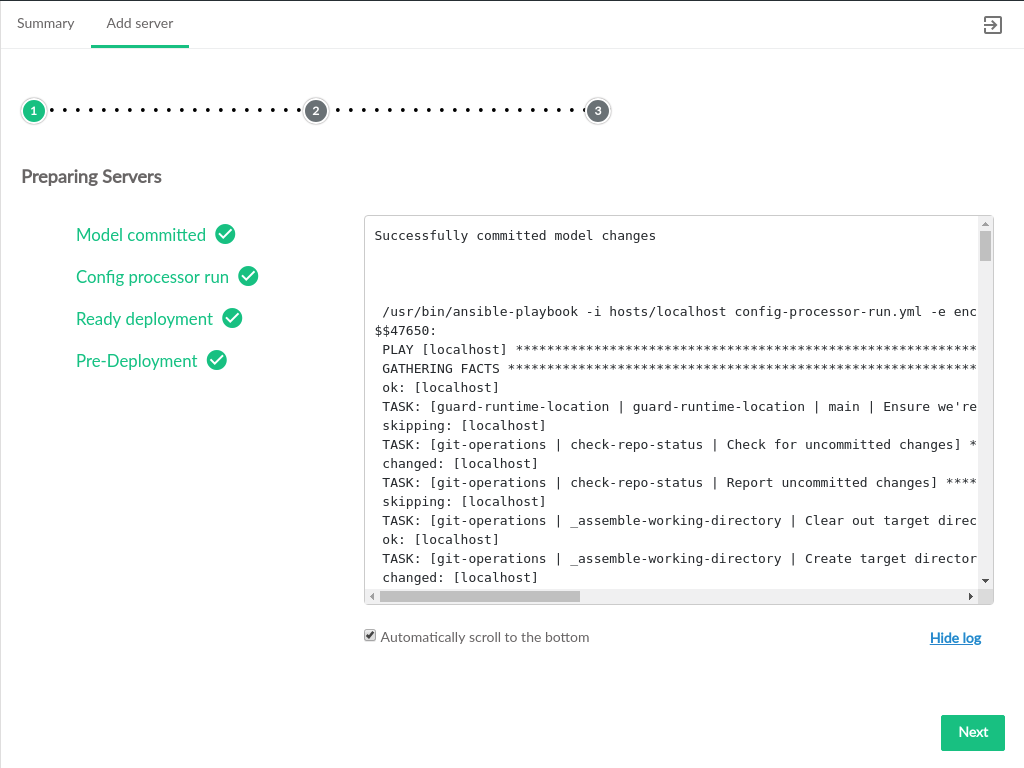 Summary
Add server
1
2
3
Preparing Servers
Model committed
Config processor run
Ready deployment
Pre-Deployment
Successfully committed model changes
/usr/bin/ansible-playbook -i hosts/localhost config-processor-run.yml -e enc
$$47650:
PLAY [localhost] ***********************************************************
GATHERING FACTS ************************************************************
ok: [localhost]
TASK: [guard-runtime-location | guard-runtime-location | main | Ensure we're
skipping: [localhost]
TASK: [git-operations | check-repo-status | Check for uncommitted changes] *
changed: [localhost]
TASK: [git-operations | check-repo-status | Report uncommitted changes] ****
skipping: [localhost]
TASK: [git-operations | _assemble-working-directory | Clear out target direc
ok: [localhost]
TASK: [git-operations | _assemble-working-directory | Create target director
changed: [localhost]
Automatically scroll to the bottom
Hide log
Next